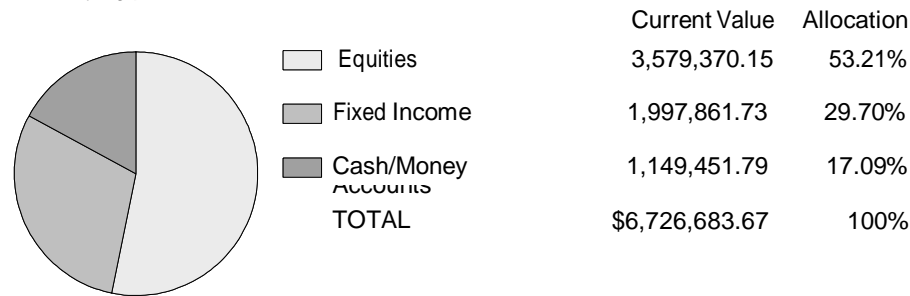 Current Value Allocation
Equities 3,579,370.15 53.21%
Fixed Income 1,997,861.73 29.70%
Cash/Money 1,149,451.79 17.09%
Accounts
TOTAL $6,726,683.67 100%